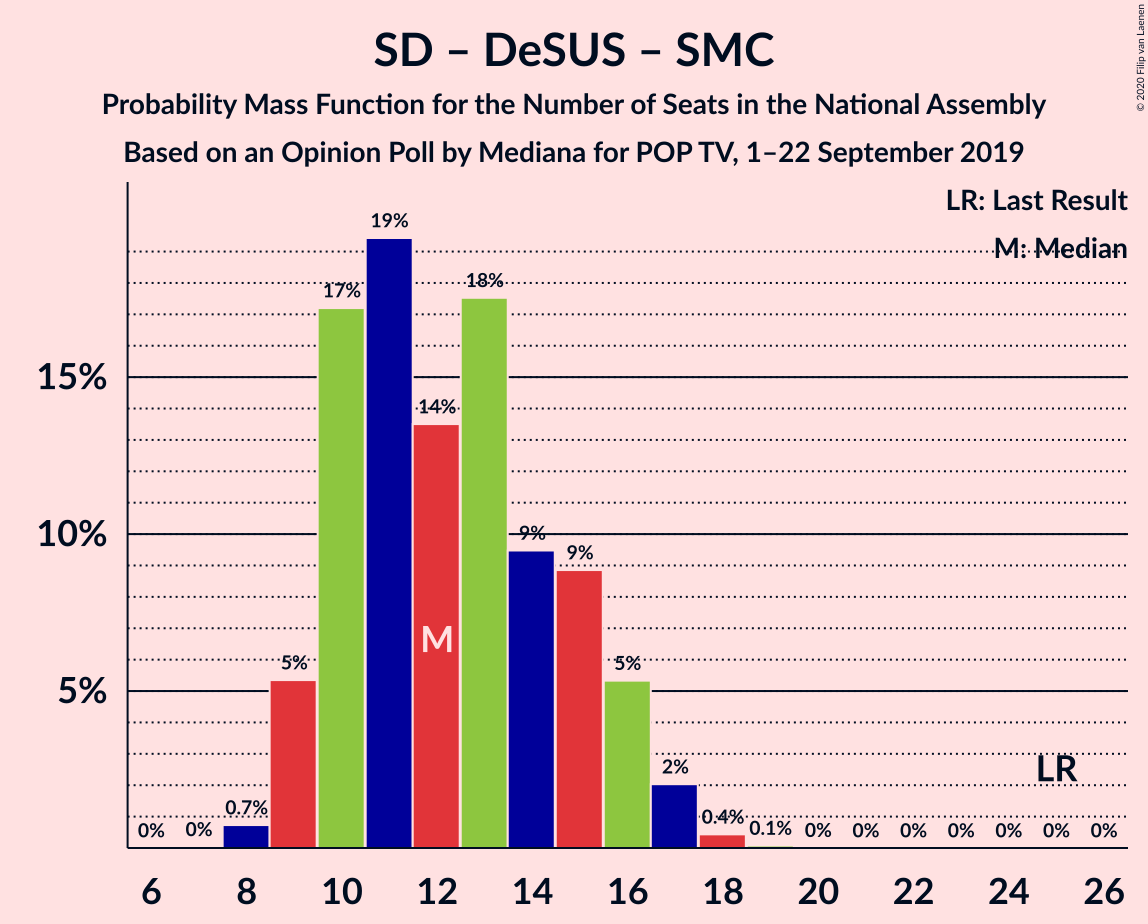 SD – DeSUS – SMC
Probability Mass Function for the Number of Seats in the National Assembly
Based on an Opinion Poll by Mediana for POP TV, 1–22 September 2019
© 2020 Filip van Laenen
LR: Last Result
M: Median
15%
10%
5%
0%
0%
0.7%
5%
17%
19%
14%
18%
9%
9%
5%
2%
0.4%
0.1%
0%
0%
0%
0%
0%
0%
0%
M
LR
6 8 10 12 14 16 18 20 22 24 26